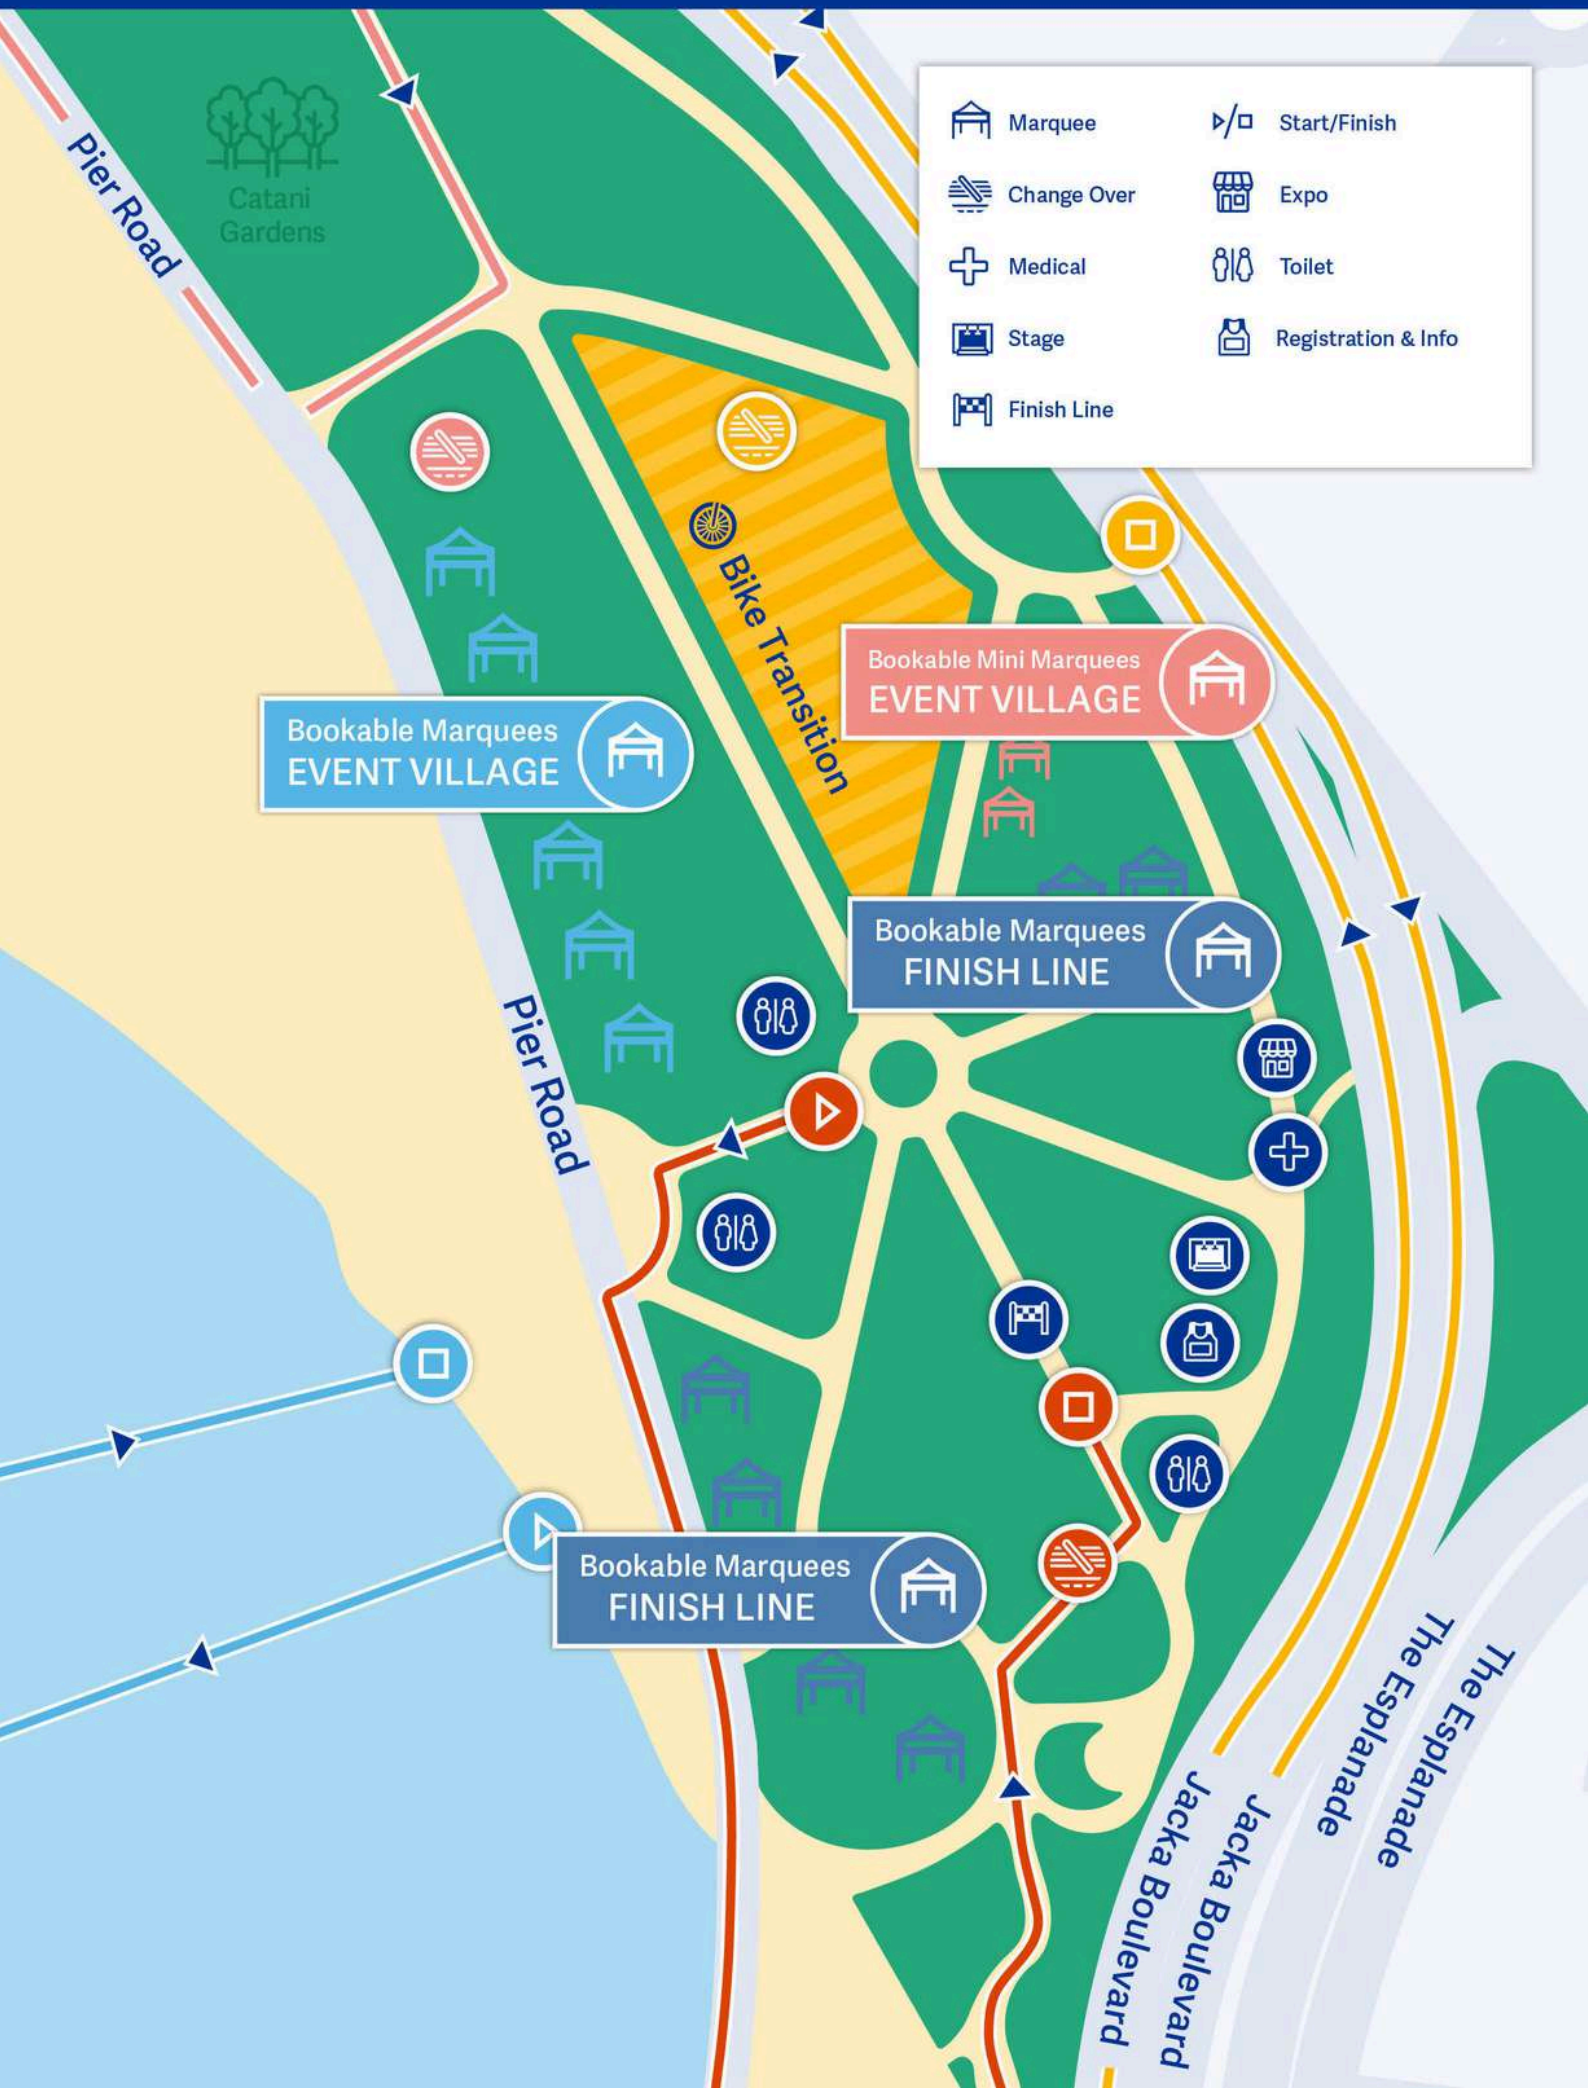 Marquee
Start/Finish
Change Over
Expo
Medical
Toilet
Stage
Registration & Info
Finish Line
Pier Road
Catani
Gardens
Bike Transition
Bookable Mini Marquees
EVENT VILLAGE
Bookable Marquees
EVENT VILLAGE
Bookable Marquees
FINISH LINE
Pier Road
Bookable Marquees
FINISH LINE
The Esplanade
The Esplanade
Jacka Boulevard
Jacka Boulevard